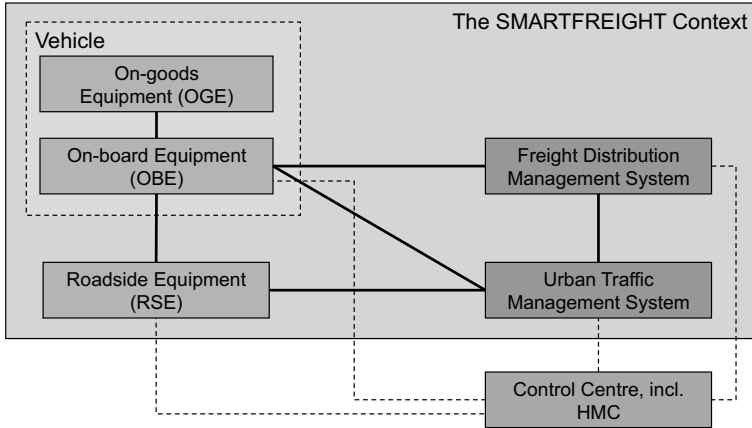 The SMARTFREIGHT Context
Vehicle
On-goods
Equipment (OGE)
On-board Equipment
(OBE)
Freight Distribution
Management System
Roadside Equipment
(RSE)
Urban Traffic
Management System
Control Centre, incl.
HMC